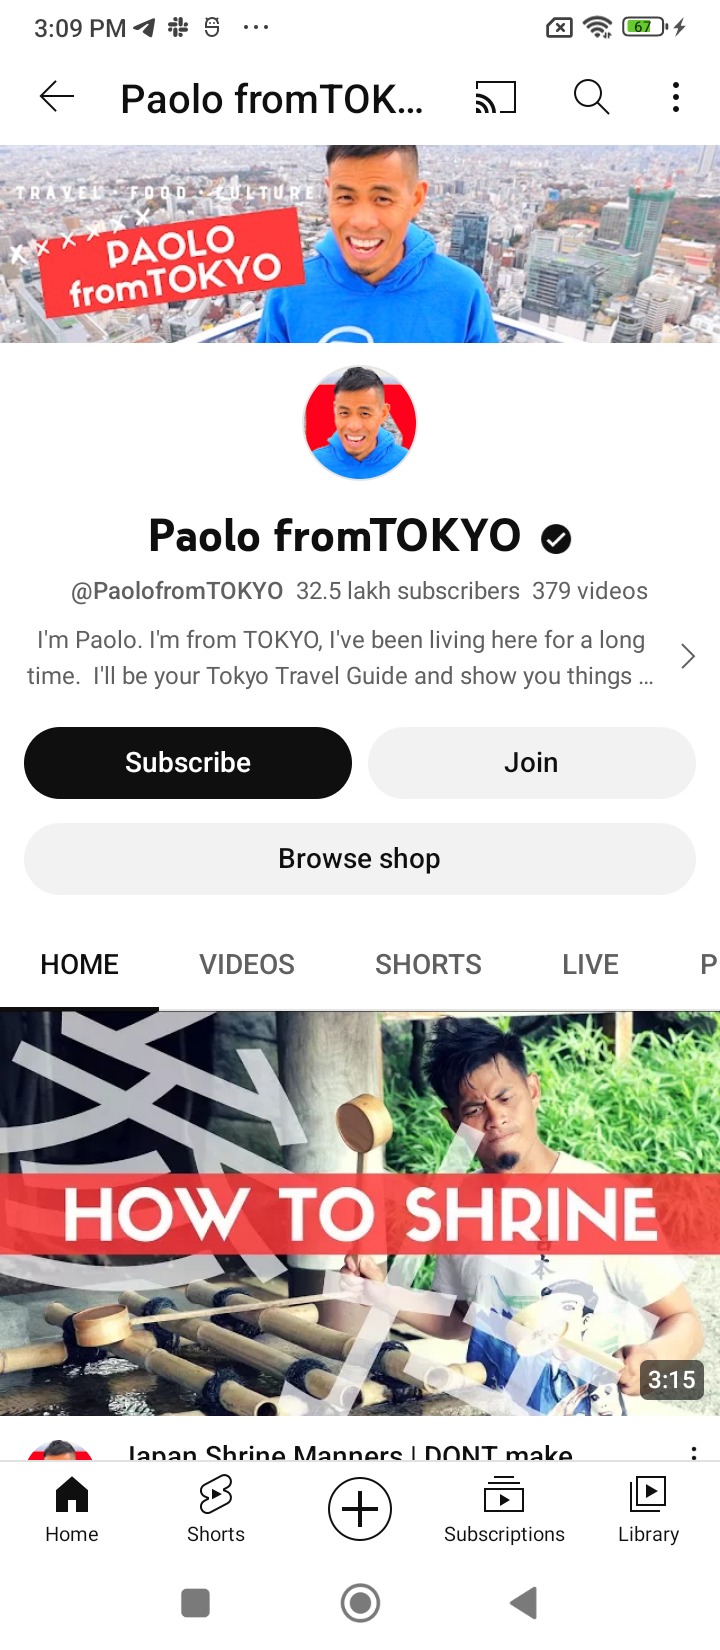 3:09 PM
67
Paolo fromTOK...
TRAVEL · FOOD · CULTURE
PAOLO
fromTOKYO
Paolo fromTOKYO
@PaolofromTOKYO 32.5 lakh subscribers 379 videos
I'm Paolo. I'm from TOKYO, I've been living here for a long
time. I'll be your Tokyo Travel Guide and show you things ...
Subscribe
Join
Browse shop
HOME
VIDEOS
SHORTS
LIVE
P
HOW TO SHRINE
日本
3:15
Japan Shrine Manners | DONT make
Home
Shorts
Subscriptions
Library